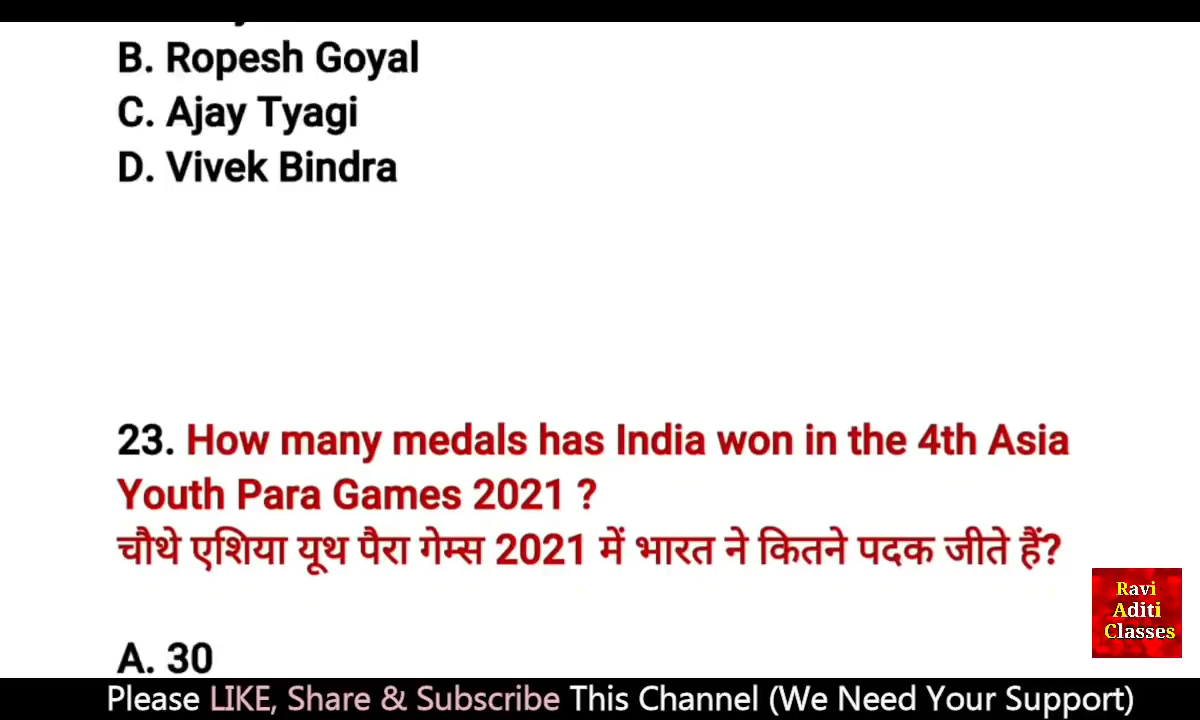 B. Ropesh Goyal
C. Ajay Tyagi
D. Vivek Bindra
23. How many medals has India won in the 4th Asia
Youth Para Games 2021 ?
चौथे एशिया यूथ पैरा गेम्स 2021 में भारत ने कितने पदक जीते हैं?
A. 30
Ravi
Aditi
Classes
Please LIKE, Share & Subscribe This Channel (We Need Your Support)